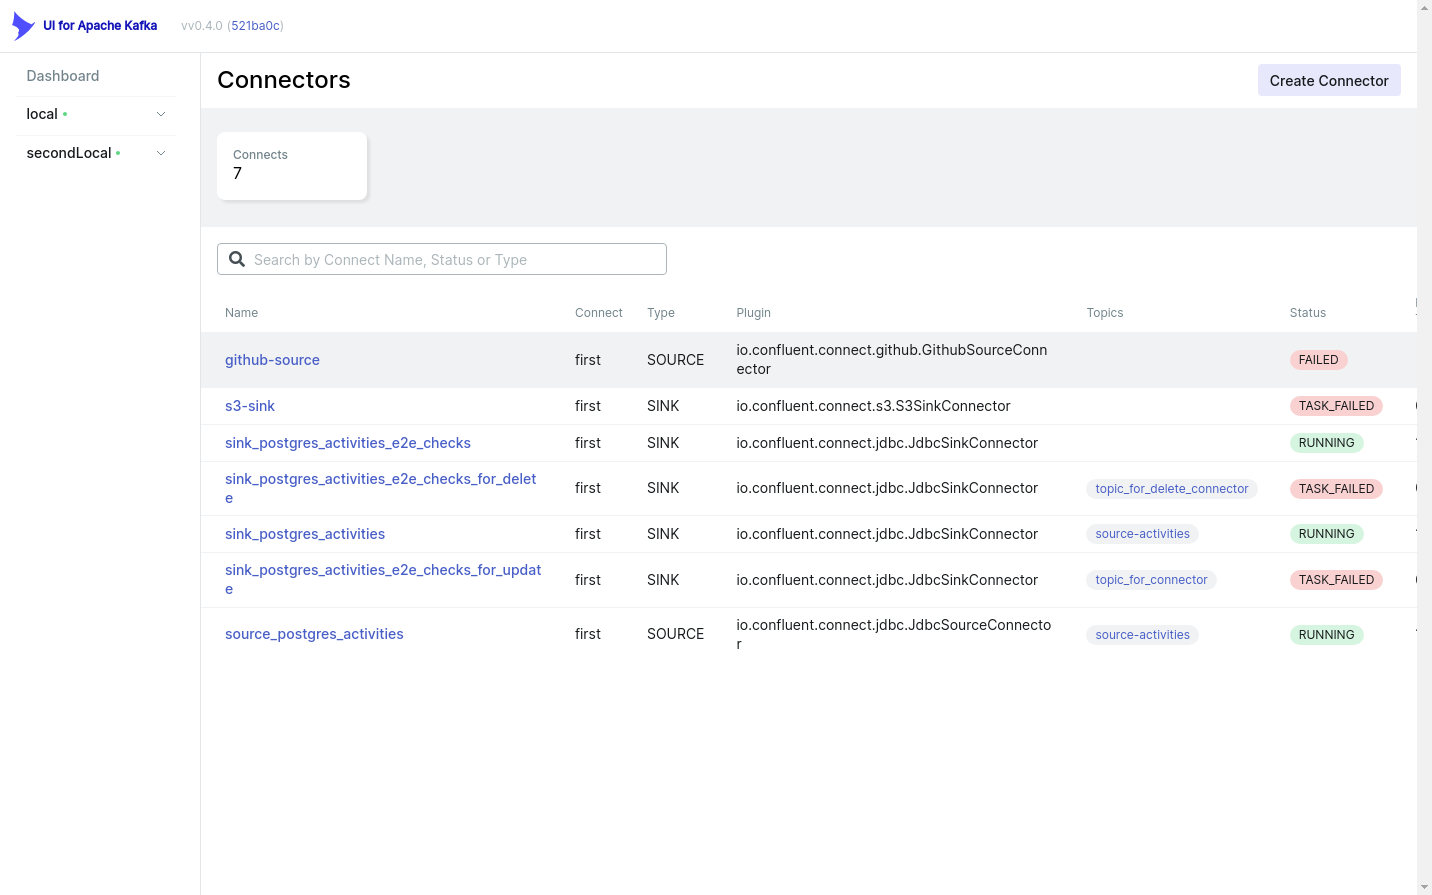 UI for Apache Kafka
vv0.4.0 (521ba0c)
Dashboard
local
secondLocal
Connectors
Create Connector
Connects
7
Search by Connect Name, Status or Type
Name Connect Type Plugin Topics Status
github-source first SOURCE io.confluent.connect.github.GithubSourceConn
ector FAILED
s3-sink first SINK io.confluent.connect.s3.S3SinkConnector TASK_FAILED
sink_postgres_activities_e2e_checks first SINK io.confluent.connect.jdbc.JdbcSinkConnector RUNNING
sink_postgres_activities_e2e_checks_for_delet
e first SINK io.confluent.connect.jdbc.JdbcSinkConnector topic_for_delete_connector TASK_FAILED
sink_postgres_activities first SINK io.confluent.connect.jdbc.JdbcSinkConnector source-activities RUNNING
sink_postgres_activities_e2e_checks_for_updat
e first SINK io.confluent.connect.jdbc.JdbcSinkConnector topic_for_connector TASK_FAILED
source_postgres_activities first SOURCE io.confluent.connect.jdbc.JdbcSourceConnecto
r source-activities RUNNING